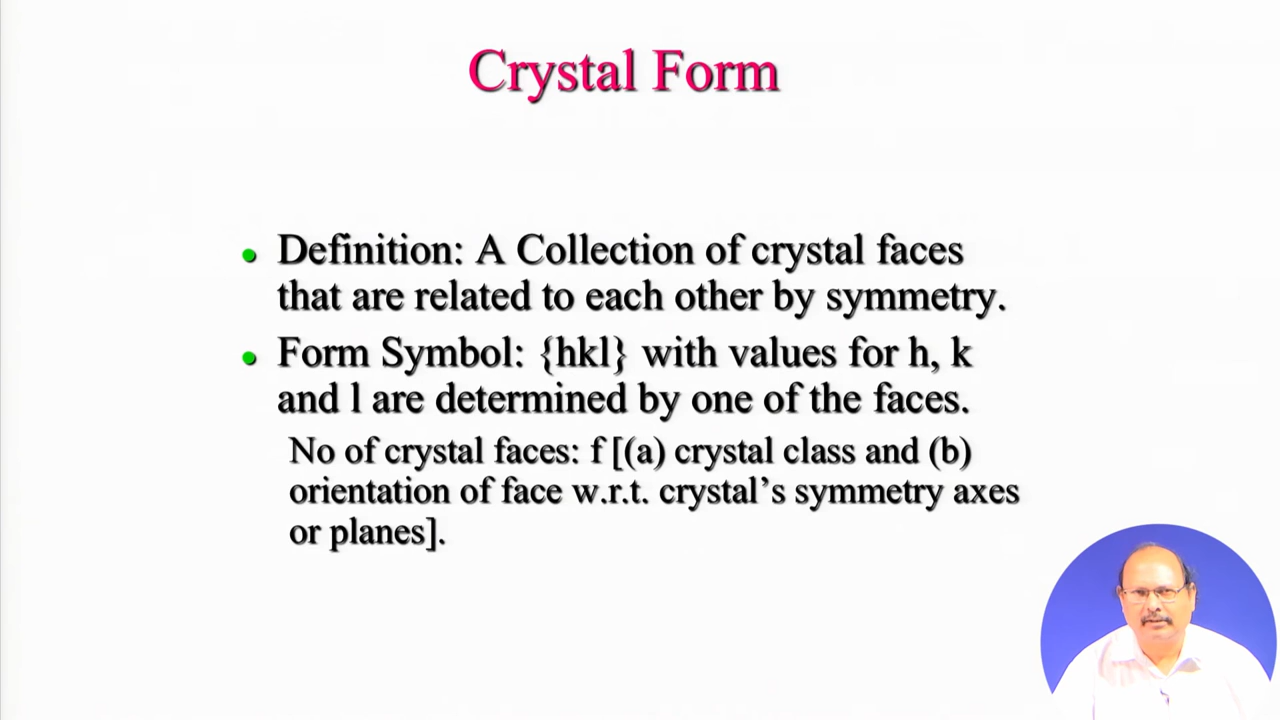 Crystal Form
• Definition: A Collection of crystal faces
that are related to each other by symmetry.
• Form Symbol: {hkl} with values for h, k
and l are determined by one of the faces.
No of crystal faces: f [(a) crystal class and (b)
orientation of face w.r.t. crystal’s symmetry axes
or planes].